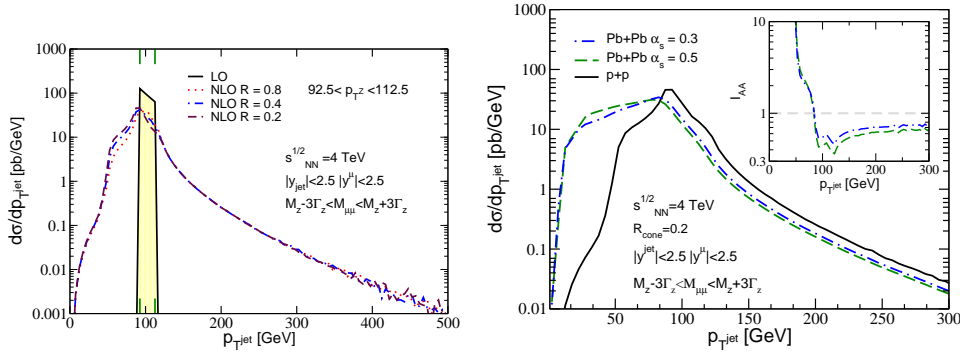 1000
100
10
1
0.1
0.01
0.001
dσ/dp_T^jet [pb/GeV]
LO
NLO R = 0.8
NLO R = 0.4
NLO R = 0.2
92.5< p_T^Z <112.5
s^1/2_NN =4 TeV
|y_jet|<2.5 |y^μ|<2.5
M_z-3Γ_z<M_μμ<M_z+3Γ_z
0 100 200 300 400 500
p_T^jet [GeV]
1000
100
10
1
0.1
0.01
dσ/dp_T^jet [pb/GeV]
Pb+Pb α_s = 0.3
Pb+Pb α_s = 0.5
p+p
s^1/2_NN=4 TeV
R_cone=0.2
|y^jet|<2.5 |y^μ|<2.5
M_z-3Γ_z<M_μμ<M_z+3Γ_z
50 100 150 200 250 300
p_T^jet [GeV]
10
1
0.3
I_AA
0 50 100 150 200 250 300
p_T^jet [GeV]